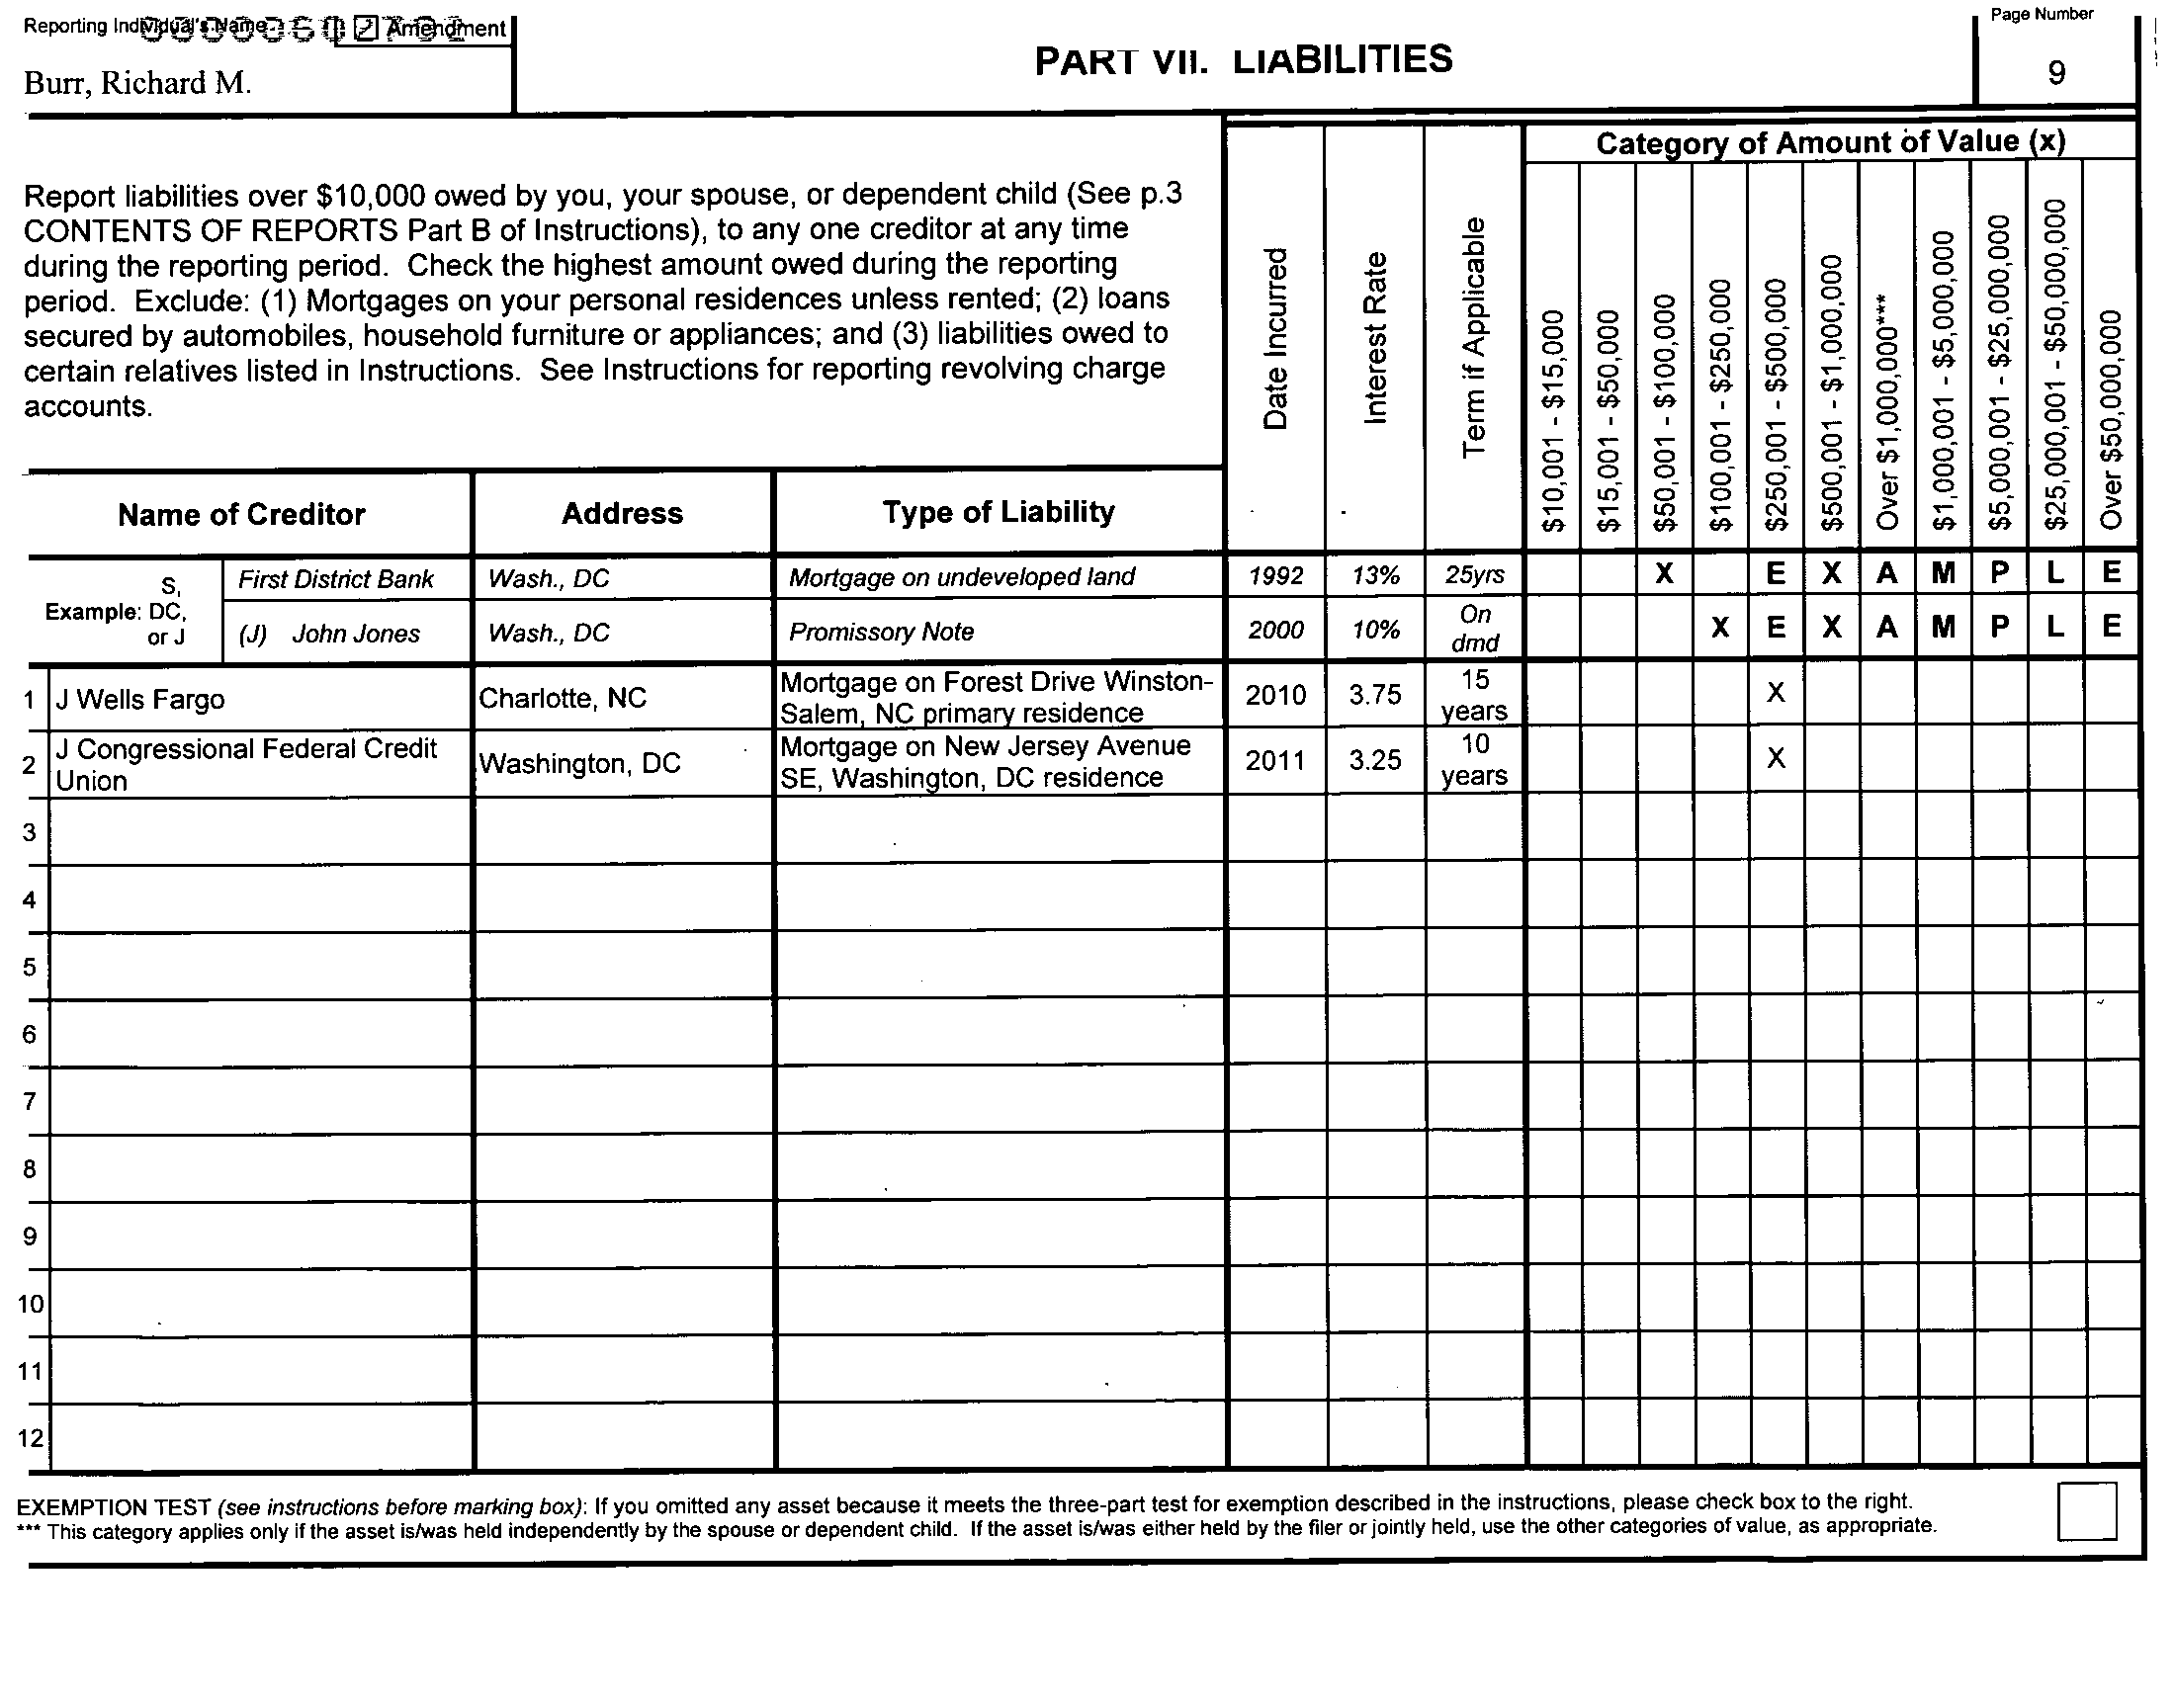 Reporting Individual's Name
Amendment
Burr, Richard M.
PART VII. LIABILITIES
Page Number
9
Report liabilities over $10,000 owed by you, your spouse, or dependent child (See p.3
CONTENTS OF REPORTS Part B of Instructions), to any one creditor at any time
during the reporting period. Check the highest amount owed during the reporting
period. Exclude: (1) Mortgages on your personal residences unless rented; (2) loans
secured by automobiles, household furniture or appliances; and (3) liabilities owed to
certain relatives listed in Instructions. See Instructions for reporting revolving charge
accounts.
Category of Amount of Value (x)
Name of Creditor
Address
Type of Liability
Date Incurred
Interest Rate
Term if Applicable
$10,001 - $15,000
$15,001 - $50,000
$50,001 - $100,000
$100,001 - $250,000
$250,001 - $500,000
$500,001 - $1,000,000
Over $1,000,000***
$1,000,001 - $5,000,000
$5,000,001 - $25,000,000
$25,000,001 - $50,000,000
Over $50,000,000
Example: S, DC, or J
First District Bank Wash., DC Mortgage on undeveloped land 1992 13% 25yrs X E X A M P L E
(J) John Jones Wash., DC Promissory Note 2000 10% On dmd X E X A M P L E
1 J Wells Fargo Charlotte, NC Mortgage on Forest Drive Winston-
Salem, NC primary residence 2010 3.75 15 years X
2 J Congressional Federal Credit
Union Washington, DC Mortgage on New Jersey Avenue
SE, Washington, DC residence 2011 3.25 10 years X
3
4
5
6
7
8
9
10
11
12
EXEMPTION TEST (see instructions before marking box): If you omitted any asset because it meets the three-part test for exemption described in the instructions, please check box to the right.
*** This category applies only if the asset is/was held independently by the spouse or dependent child. If the asset is/was either held by the filer or jointly held, use the other categories of value, as appropriate.